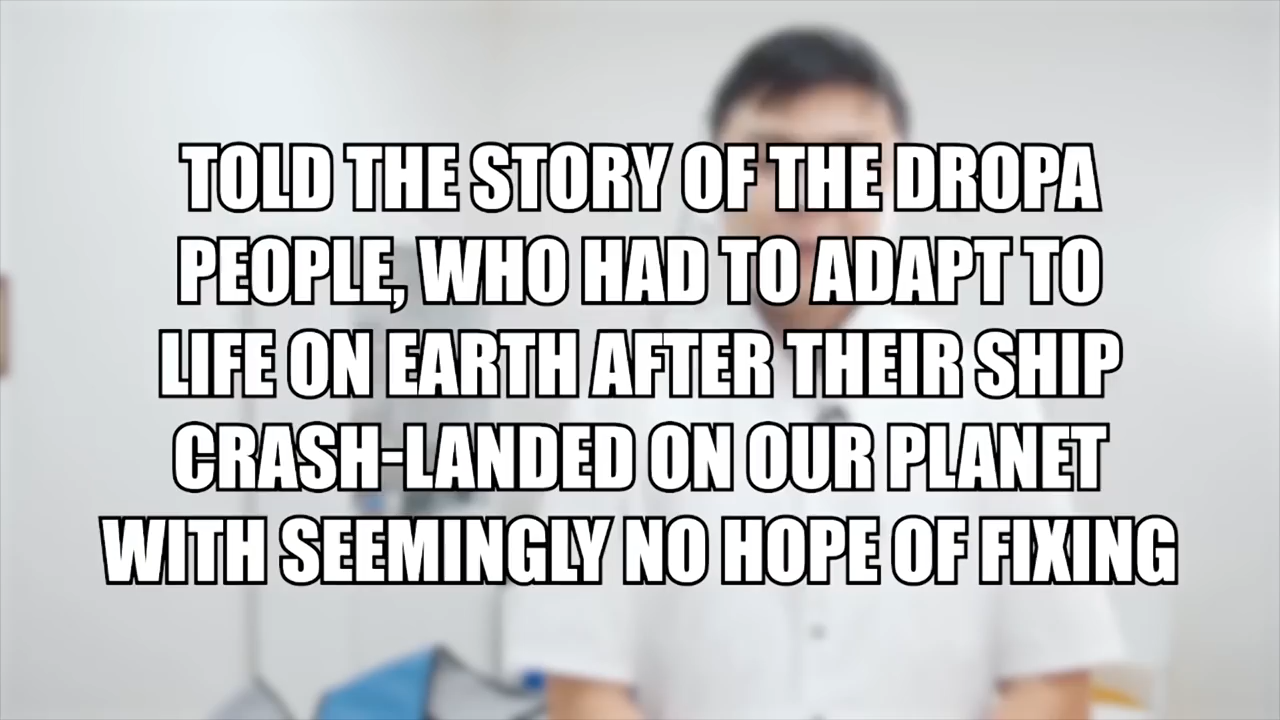 TOLD THE STORY OF THE DROPA
PEOPLE, WHO HAD TO ADAPT TO
LIFE ON EARTH AFTER THEIR SHIP
CRASH-LANDED ON OUR PLANET
WITH SEEMINGLY NO HOPE OF FIXING